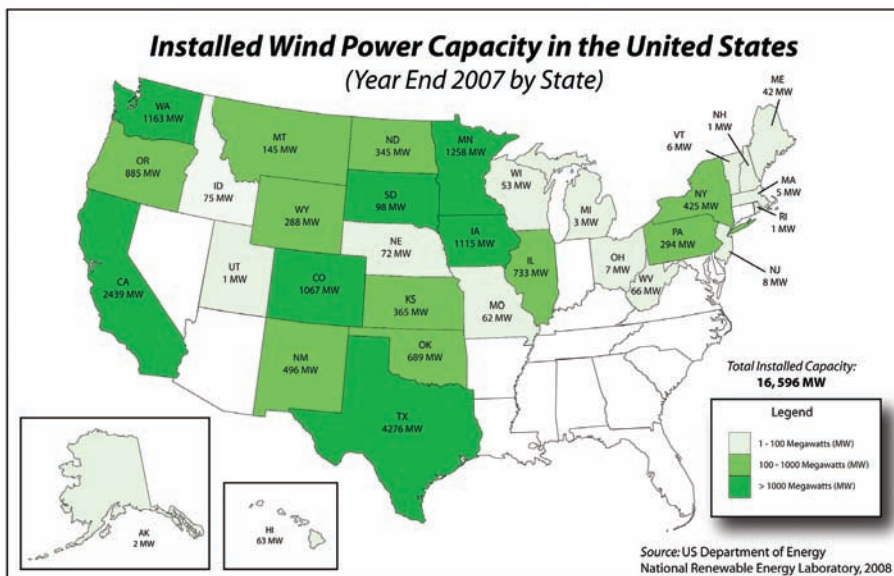 Installed Wind Power Capacity in the United States
(Year End 2007 by State)
WA
1163 MW
OR
885 MW
CA
2439 MW
ID
75 MW
UT
1 MW
MT
145 MW
WY
288 MW
CO
1067 MW
NM
496 MW
ND
345 MW
SD
98 MW
NE
72 MW
KS
365 MW
OK
689 MW
TX
4276 MW
MN
1258 MW
IA
1115 MW
MO
62 MW
WI
53 MW
IL
733 MW
MI
3 MW
OH
7 MW
WV
66 MW
PA
294 MW
NY
425 MW
VT
6 MW
NH
1 MW
ME
42 MW
MA
5 MW
RI
1 MW
NJ
8 MW
AK
2 MW
HI
63 MW
Total Installed Capacity:
16, 596 MW
Legend
1 - 100 Megawatts (MW)
100 - 1000 Megawatts (MW)
> 1000 Megawatts (MW)
Source: US Department of Energy
National Renewable Energy Laboratory, 2008